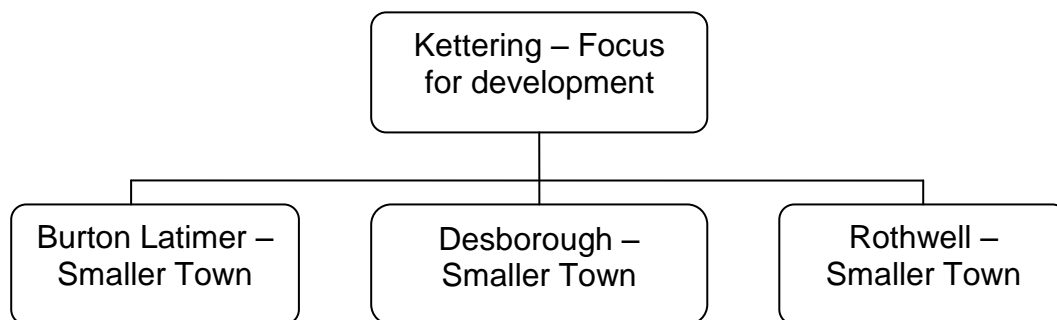 Kettering – Focus
for development
Burton Latimer –
Smaller Town
Desborough –
Smaller Town
Rothwell –
Smaller Town